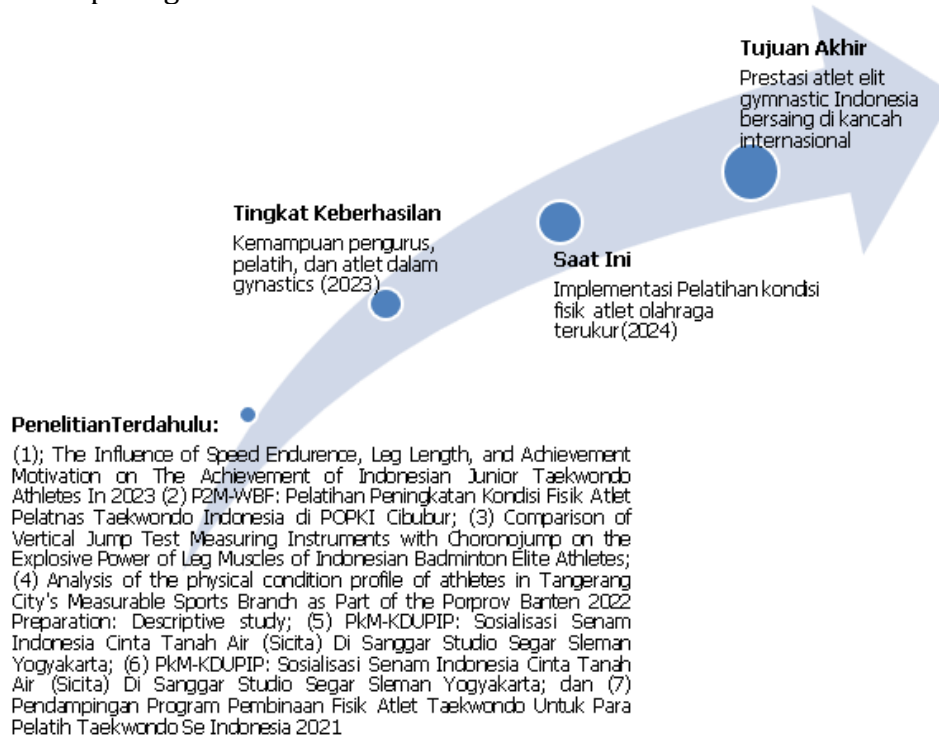 Tujuan Akhir
Prestasi atlet elit
gymnastic Indonesia
bersaing di kancah
internasional
Tingkat Keberhasilan
Kemampuan pengurus,
pelatih, dan atlet dalam
gynastics (2023)
Saat Ini
Implementasi Pelatihan kondisi
fisik atlet olahraga
terukur(2024)
PenelitianTerdahulu:
(1); The Influence of Speed Endurence, Leg Length, and Achievement
Motivation on The Achievement of Indonesian Junior Taekwondo
Athletes In 2023 (2) P2M-WBF: Pelatihan Peningkatan Kondisi Fisik Atlet
Pelatnas Taekwondo Indonesia di POPKI Cibubur; (3) Comparison of
Vertical Jump Test Measuring Instruments with Choronojump on the
Explosive Power of Leg Muscles of Indonesian Badminton Elite Athletes;
(4) Analysis of the physical condition profile of athletes in Tangerang
City's Measurable Sports Branch as Part of the Porprov Banten 2022
Preparation: Descriptive study; (5) PkM-KDUPIP: Sosialisasi Senam
Indonesia Cinta Tanah Air (Sicita) Di Sanggar Studio Segar Sleman
Yogyakarta; (6) PkM-KDUPIP: Sosialisasi Senam Indonesia Cinta Tanah
Air (Sicita) Di Sanggar Studio Segar Sleman Yogyakarta; dan (7)
Pendampingan Program Pembinaan Fisik Atlet Taekwondo Untuk Para
Pelatih Taekwondo Se Indonesia 2021